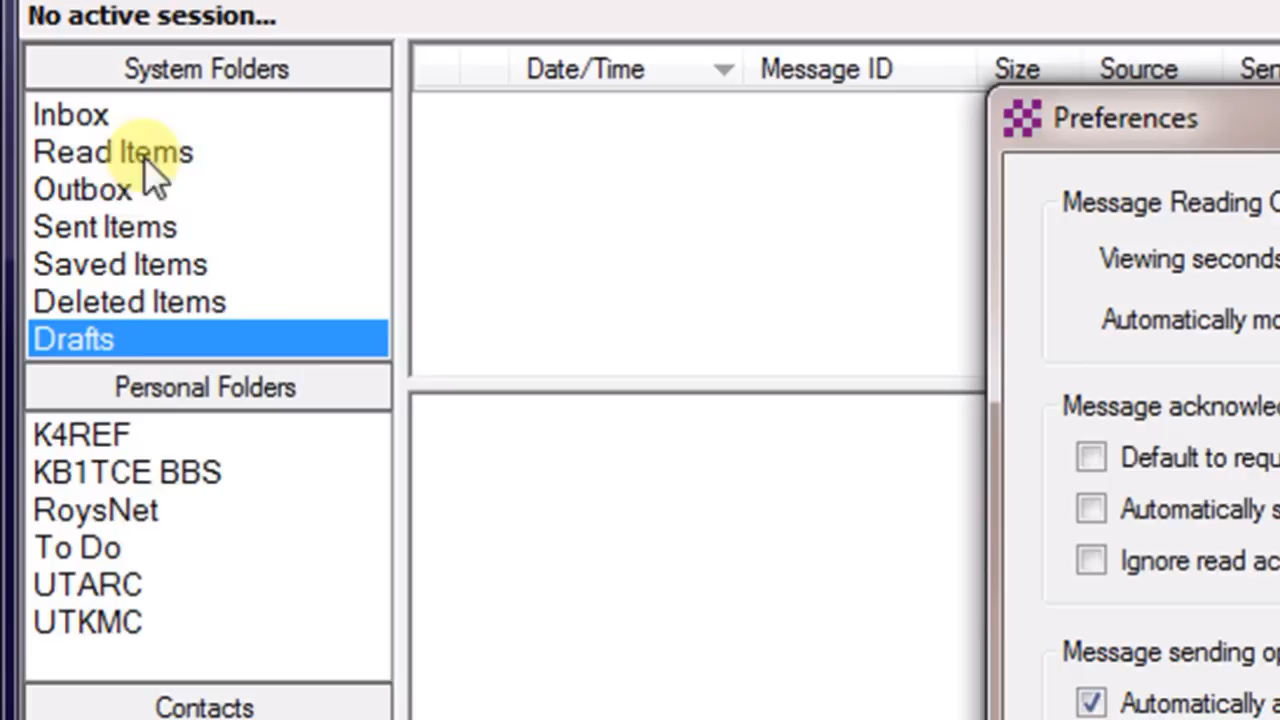 No active session...
System Folders
Inbox
Read Items
Outbox
Sent Items
Saved Items
Deleted Items
Drafts
Personal Folders
K4REF
KB1TCE BBS
RoysNet
To Do
UTARC
UTKMC
Contacts
Date/Time Message ID Size Source Sen
Preferences
Message Reading
Viewing seconds
Automatically mo
Message acknowle
Default to requ
Automatically s
Ignore read ac
Message sending op
Automatically a